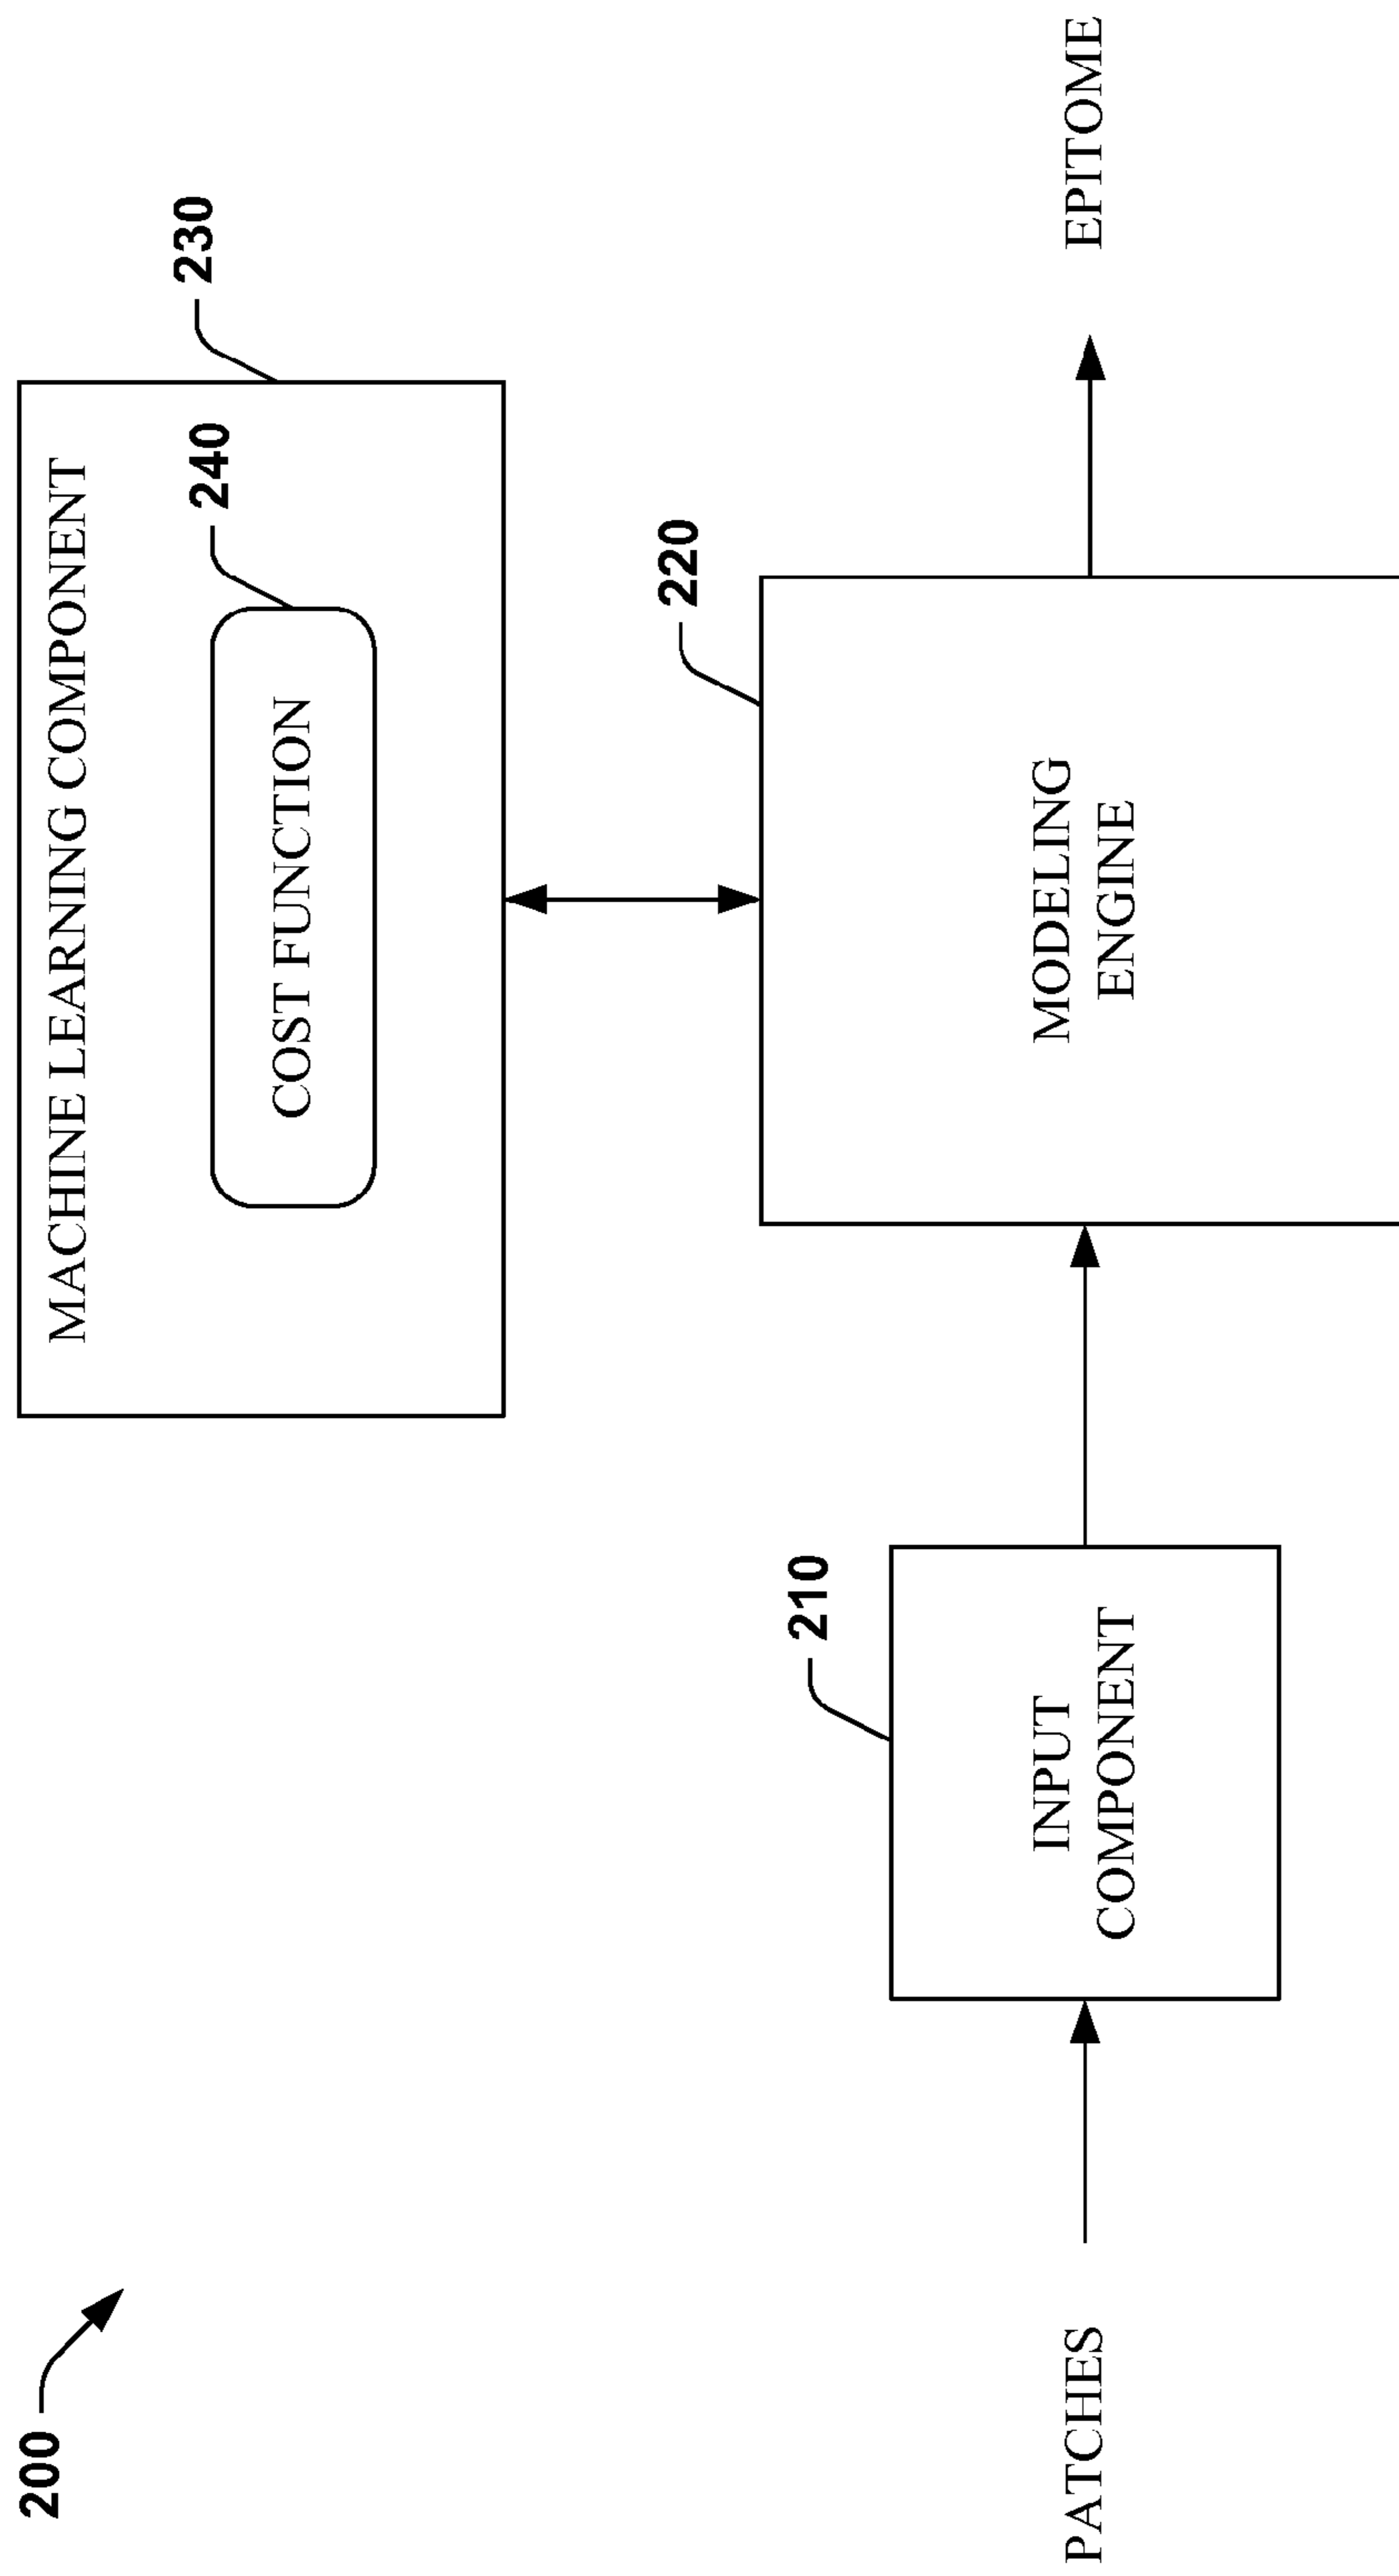 200
MACHINE LEARNING COMPONENT
230
240
COST FUNCTION
220
210
PATCHES
INPUT
COMPONENT
MODELING
ENGINE
EPITOME